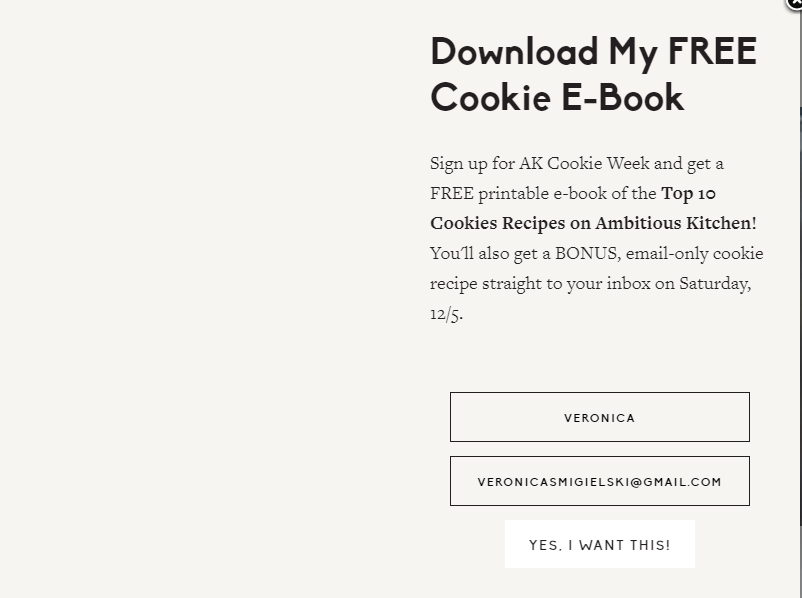 Download My FREE
Cookie E-Book
Sign up for AK Cookie Week and get a
FREE printable e-book of the Top 10
Cookies Recipes on Ambitious Kitchen!
You'll also get a BONUS, email-only cookie
recipe straight to your inbox on Saturday,
12/5.
VERONICA
VERONICASMIGIELSKI@GMAIL.COM
YES, I WANT THIS!